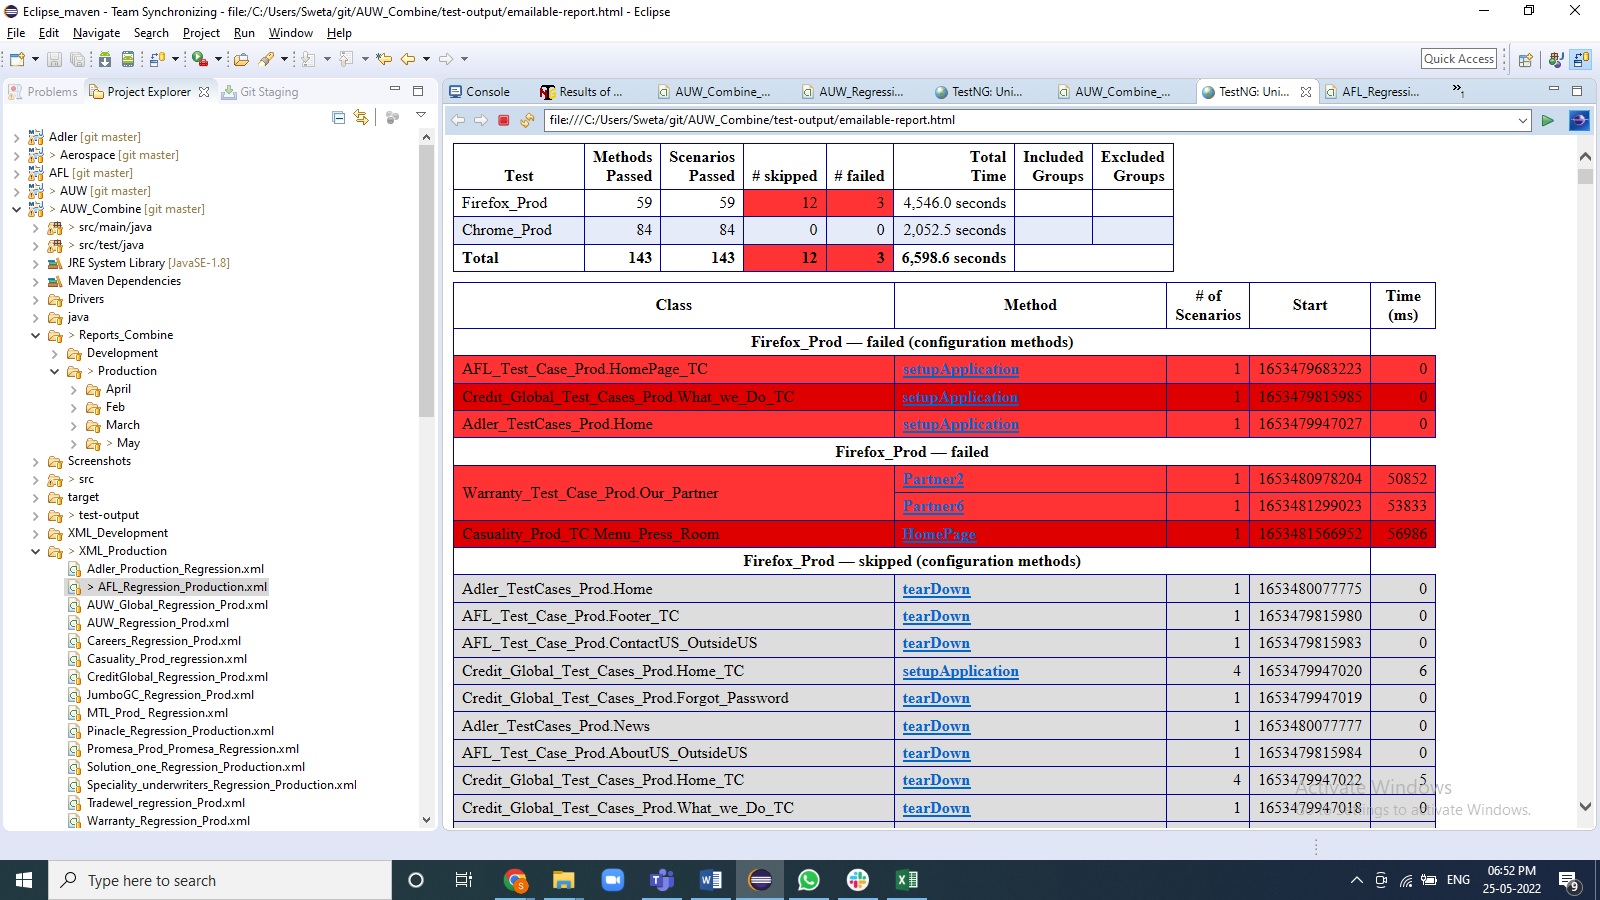 Eclipse_maven - Team Synchronizing - file:/C:/Users/Sweta/git/AUW_Combine/test-output/emailable-report.html - Eclipse
File Edit Navigate Search Project Run Window Help
Quick Access
Problems Project Explorer Git Staging
Console Results of ... AUW_Combine_... AUW_Regressi... TestNG: Uni... AUW_Combine_... TestNG: Uni... AFL_Regressi... »1
file:///C:/Users/Sweta/git/AUW_Combine/test-output/emailable-report.html
Adler [git master]
> Aerospace [git master]
AFL [git master]
> AUW [git master]
> AUW_Combine [git master]
> src/main/java
> src/test/java
JRE System Library [JavaSE-1.8]
Maven Dependencies
Drivers
java
> Reports_Combine
Development
> Production
April
Feb
March
> May
Screenshots
> src
target
> test-output
XML_Development
> XML_Production
Adler_Production_Regression.xml
> AFL_Regression_Production.xml
AUW_Global_Regression_Prod.xml
AUW_Regression_Prod.xml
Careers_Regression_Prod.xml
Casuality_Prod_regression.xml
CreditGlobal_Regression_Prod.xml
JumboGC_Regression_Prod.xml
MTL_Prod_ Regression.xml
Pinacle_Regression_Production.xml
Promesa_Prod_Promesa_Regression.xml
Solution_one_Regression_Production.xml
Speciality_underwriters_Regression_Production.xml
Tradewel_regression_Prod.xml
Warranty_Regression_Prod.xml
Test Methods Passed Scenarios Passed # skipped # failed Total Time Included Groups Excluded Groups
Firefox_Prod 59 59 12 3 4,546.0 seconds
Chrome_Prod 84 84 0 0 2,052.5 seconds
Total 143 143 12 3 6,598.6 seconds
Class Method # of Scenarios Start Time (ms)
Firefox_Prod — failed (configuration methods)
AFL_Test_Case_Prod.HomePage_TC setupApplication 1 1653479683223 0
Credit_Global_Test_Cases_Prod.What_we_Do_TC setupApplication 1 1653479815985 0
Adler_TestCases_Prod.Home setupApplication 1 1653479947027 0
Firefox_Prod — failed
Warranty_Test_Case_Prod.Our_Partner Partner2 1 1653480978204 50852
Partner6 1 1653481299023 53833
Casuality_Prod_TC.Menu_Press_Room HomePage 1 1653481566952 56986
Firefox_Prod — skipped (configuration methods)
Adler_TestCases_Prod.Home tearDown 1 1653480077775 0
AFL_Test_Case_Prod.Footer_TC tearDown 1 1653479815980 0
AFL_Test_Case_Prod.ContactUS_OutsideUS tearDown 1 1653479815983 0
Credit_Global_Test_Cases_Prod.Home_TC setupApplication 4 1653479947020 6
Credit_Global_Test_Cases_Prod.Forgot_Password tearDown 1 1653479947019 0
Adler_TestCases_Prod.News tearDown 1 1653480077777 0
AFL_Test_Case_Prod.AboutUS_OutsideUS tearDown 1 1653479815984 0
Credit_Global_Test_Cases_Prod.Home_TC tearDown 4 1653479947022 5
Credit_Global_Test_Cases_Prod.What_we_Do_TC tearDown 1 1653479947018 0
Activate Windows
Go to Settings to activate Windows.
Type here to search
ENG
06:52 PM
25-05-2022
9